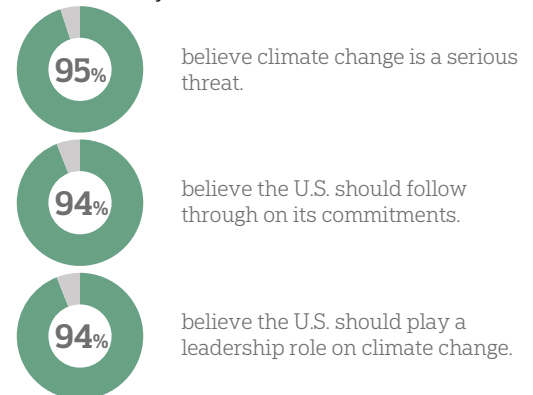 95%
believe climate change is a serious
threat.
94%
believe the U.S. should follow
through on its commitments.
94%
believe the U.S. should play a
leadership role on climate change.